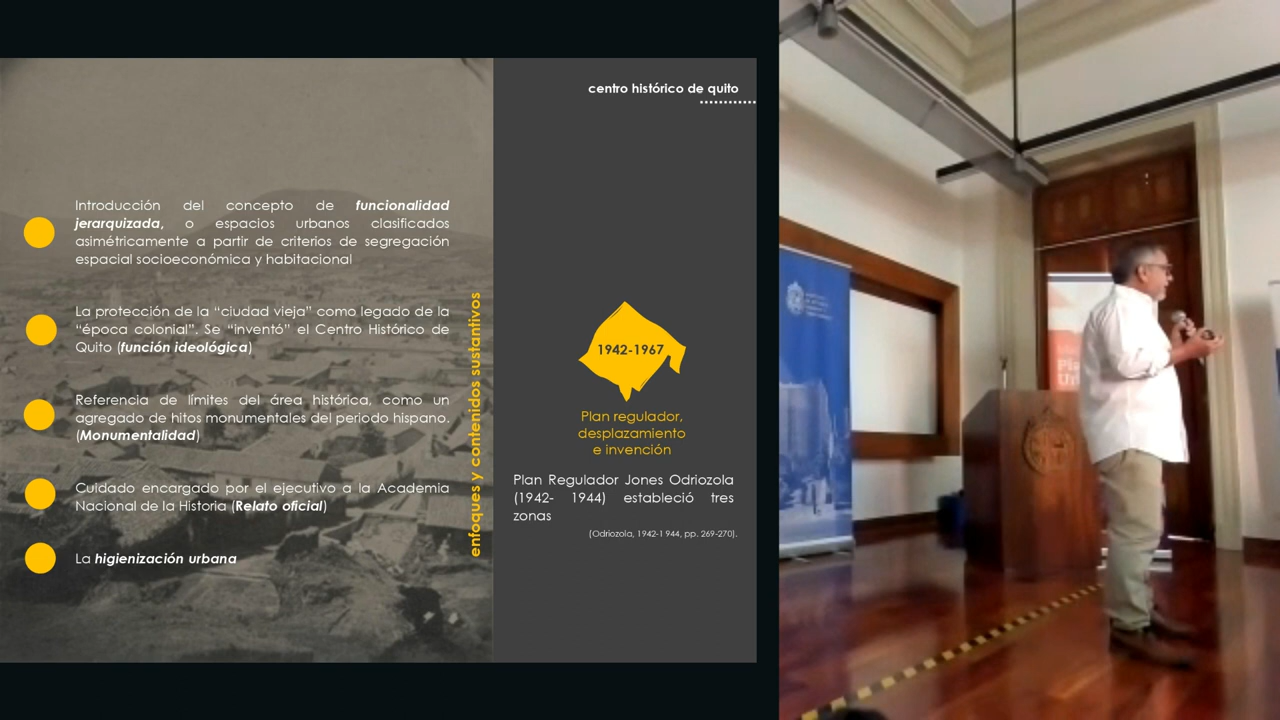 centro histórico de quito
Introducción del concepto de funcionalidad
jerarquizada, o espacios urbanos clasificados
asimétricamente a partir de criterios de segregación
espacial socioeconómica y habitacional
La protección de la "ciudad vieja" como legado de la
"época colonial". Se "inventó" el Centro Histórico de
Quito (función ideológica)
Referencia de límites del área histórica, como un
agregado de hitos monumentales del periodo hispano.
(Monumentalidad)
Cuidado encargado por el ejecutivo a la Academia
Nacional de la Historia (Relato oficial)
La higienización urbana
enfoques y contenidos sustantivos
1942-1967
Plan regulador,
desplazamiento
e invención
Plan Regulador Jones Odriozola
(1942- 1944) estableció tres
zonas
(Odriozola, 1942-1944, pp. 269-270).